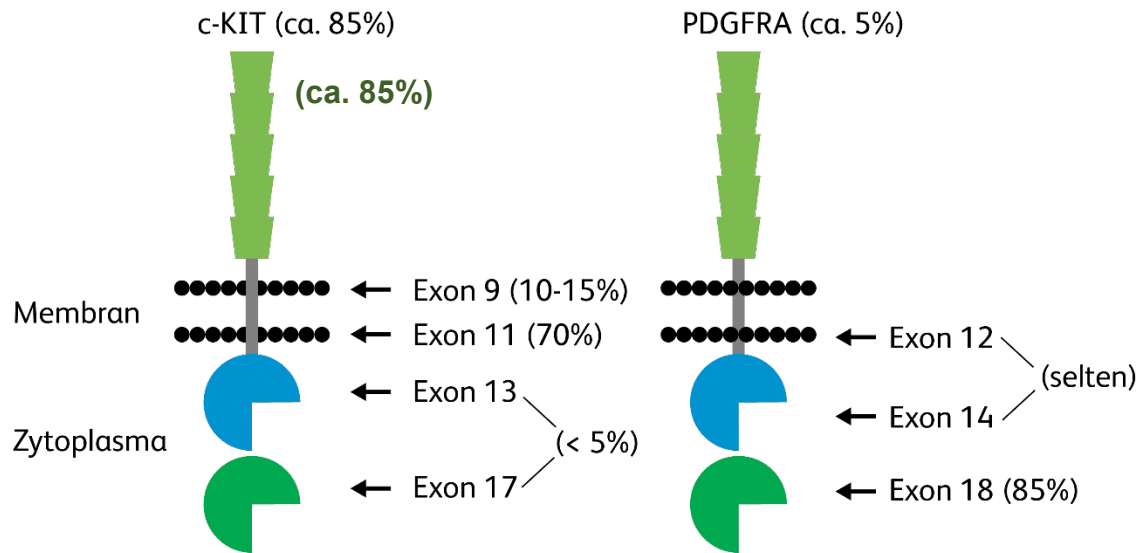 c-KIT (ca. 85%)
PDGFRA (ca. 5%)
(ca. 85%)
Membran
Exon 9 (10-15%)
Exon 11 (70%)
Exon 12
Exon 13
(selten)
Exon 14
Zytoplasma
(< 5%)
Exon 17
Exon 18 (85%)